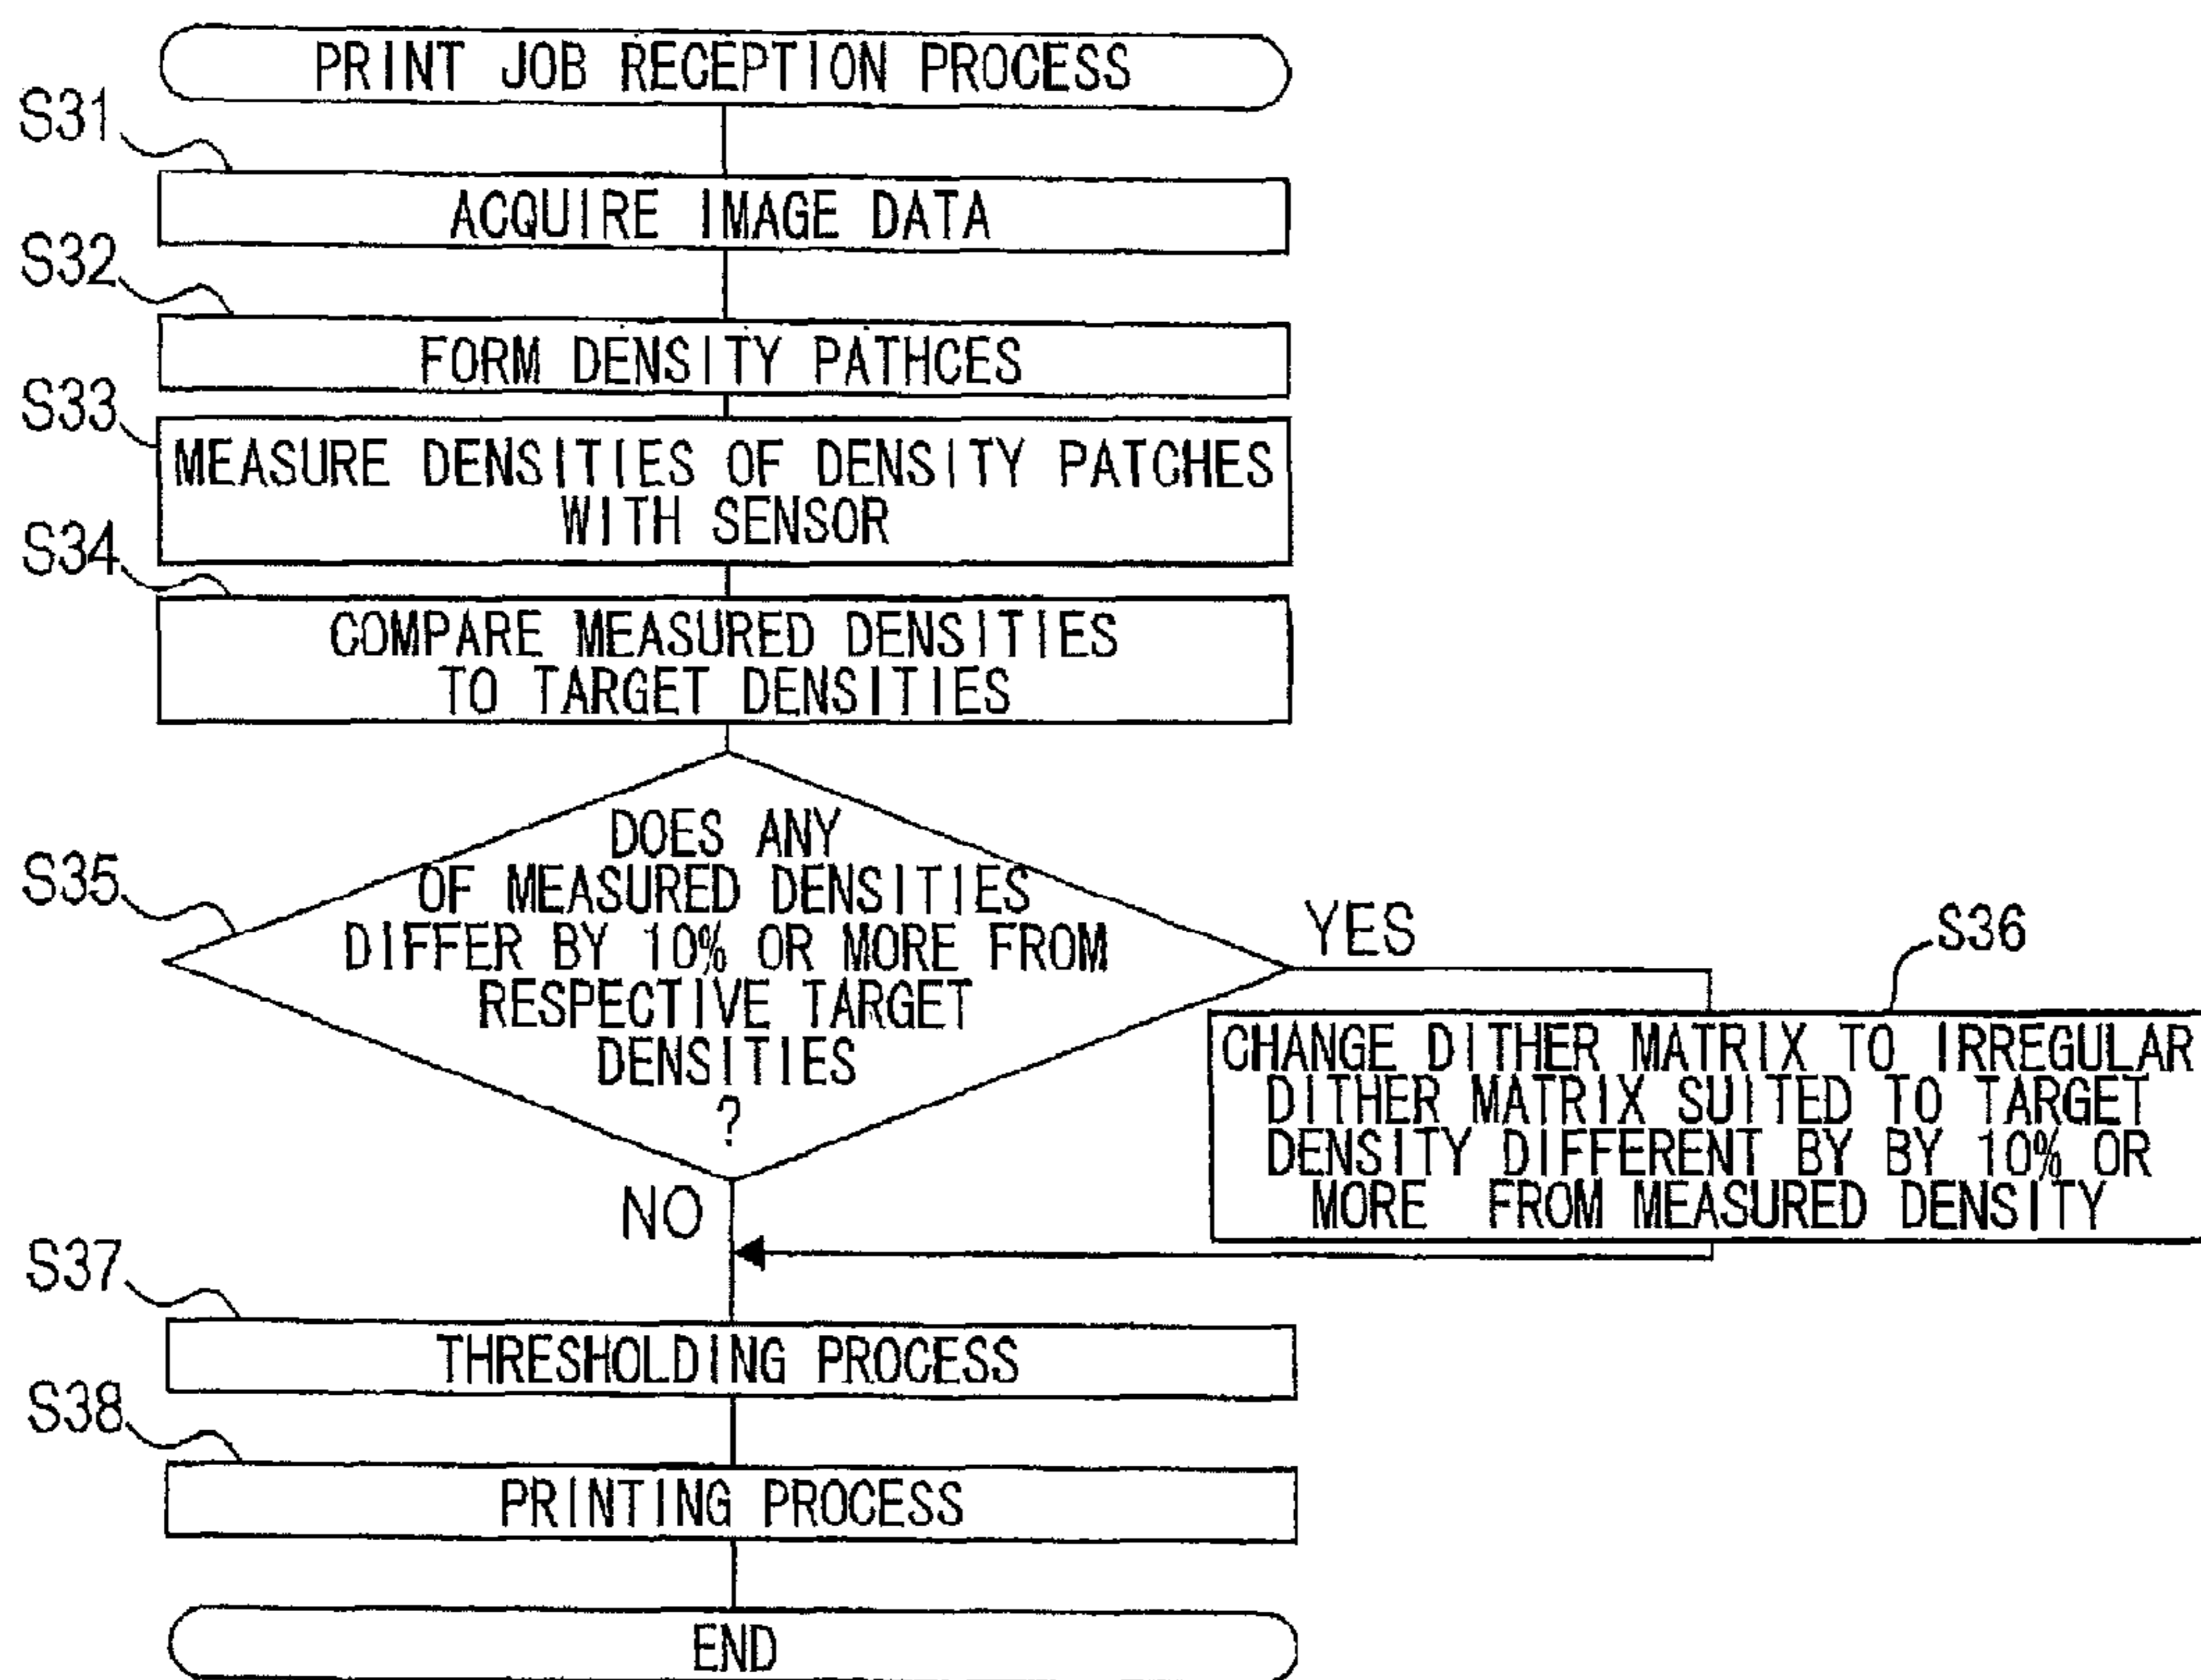 PRINT JOB RECEPTION PROCESS
S31
ACQUIRE IMAGE DATA
S32
FORM DENSITY PATHCES
S33
MEASURE DENSITIES OF DENSITY PATCHES
WITH SENSOR
S34
COMPARE MEASURED DENSITIES
TO TARGET DENSITIES
S35
DOES ANY
OF MEASURED DENSITIES
DIFFER BY 10% OR MORE FROM
RESPECTIVE TARGET
DENSITIES
?
YES
S36
CHANGE DITHER MATRIX TO IRREGULAR
DITHER MATRIX SUITED TO TARGET
DENSITY DIFFERENT BY BY 10% OR
MORE FROM MEASURED DENSITY
NO
S37
THRESHOLDING PROCESS
S38
PRINTING PROCESS
END